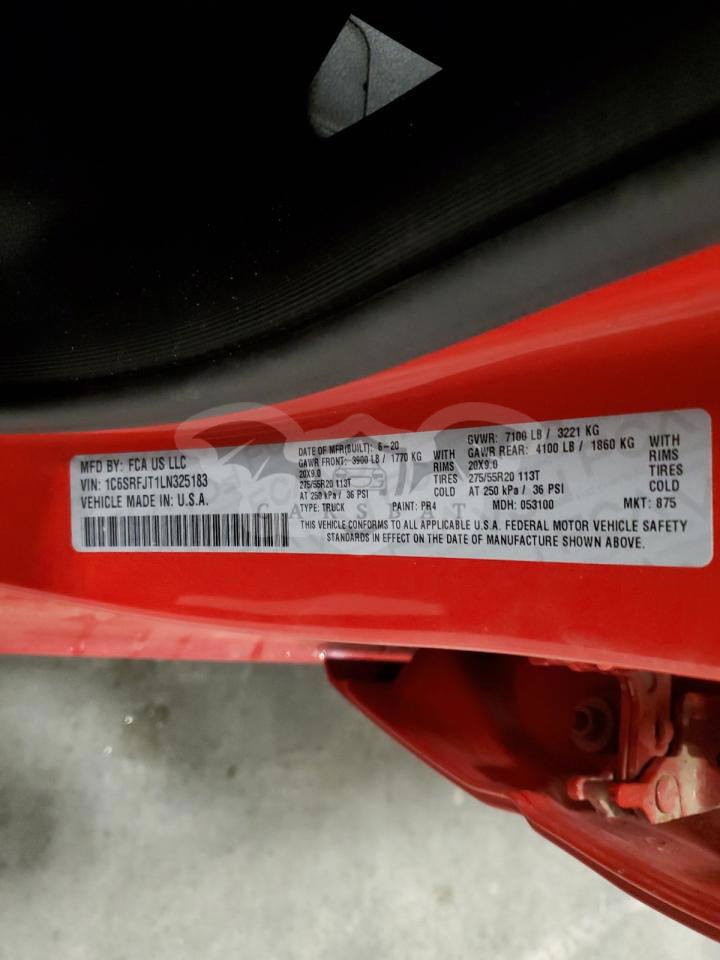 MFD BY: FCA US LLC
VIN: 1C6SRFJT1LN325183
VEHICLE MADE IN U.S.A.
DATE OF MFR(BUILT): 6-20
GAWR FRONT: 3900 LB / 1770 KG WITH
20X9.0 RIMS
275/55R20 113T TIRES
AT 250 kPa / 36 PSI COLD
GVWR: 7100 LB / 3221 KG
GAWR REAR: 4100 LB / 1860 KG WITH
20X9.0 RIMS
275/55R20 113T TIRES
AT 250 kPa / 36 PSI COLD
TYPE: TRUCK PAINT: PR4 MDH: 053100 MKT: 875
THIS VEHICLE CONFORMS TO ALL APPLICABLE U.S.A. FEDERAL MOTOR VEHICLE SAFETY
STANDARDS IN EFFECT ON THE DATE OF MANUFACTURE SHOWN ABOVE.